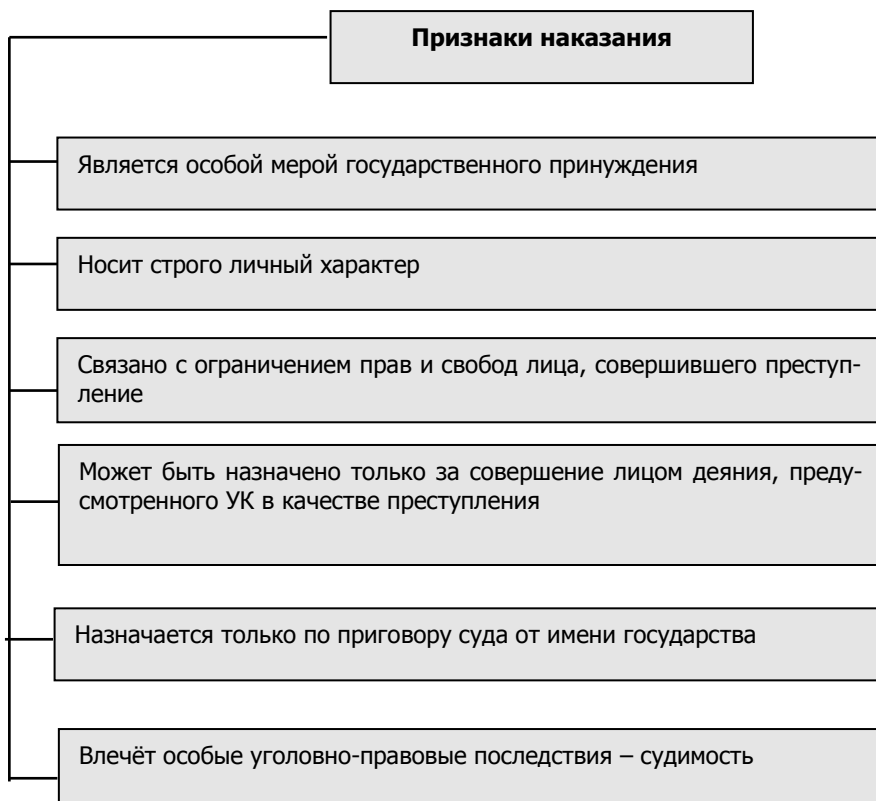 Признаки наказания
Является особой мерой государственного принуждения
Носит строго личный характер
Связано с ограничением прав и свобод лица, совершившего преступ-
ление
Может быть назначено только за совершение лицом деяния, преду-
смотренного УК в качестве преступления
Назначается только по приговору суда от имени государства
Влечёт особые уголовно-правовые последствия – судимость